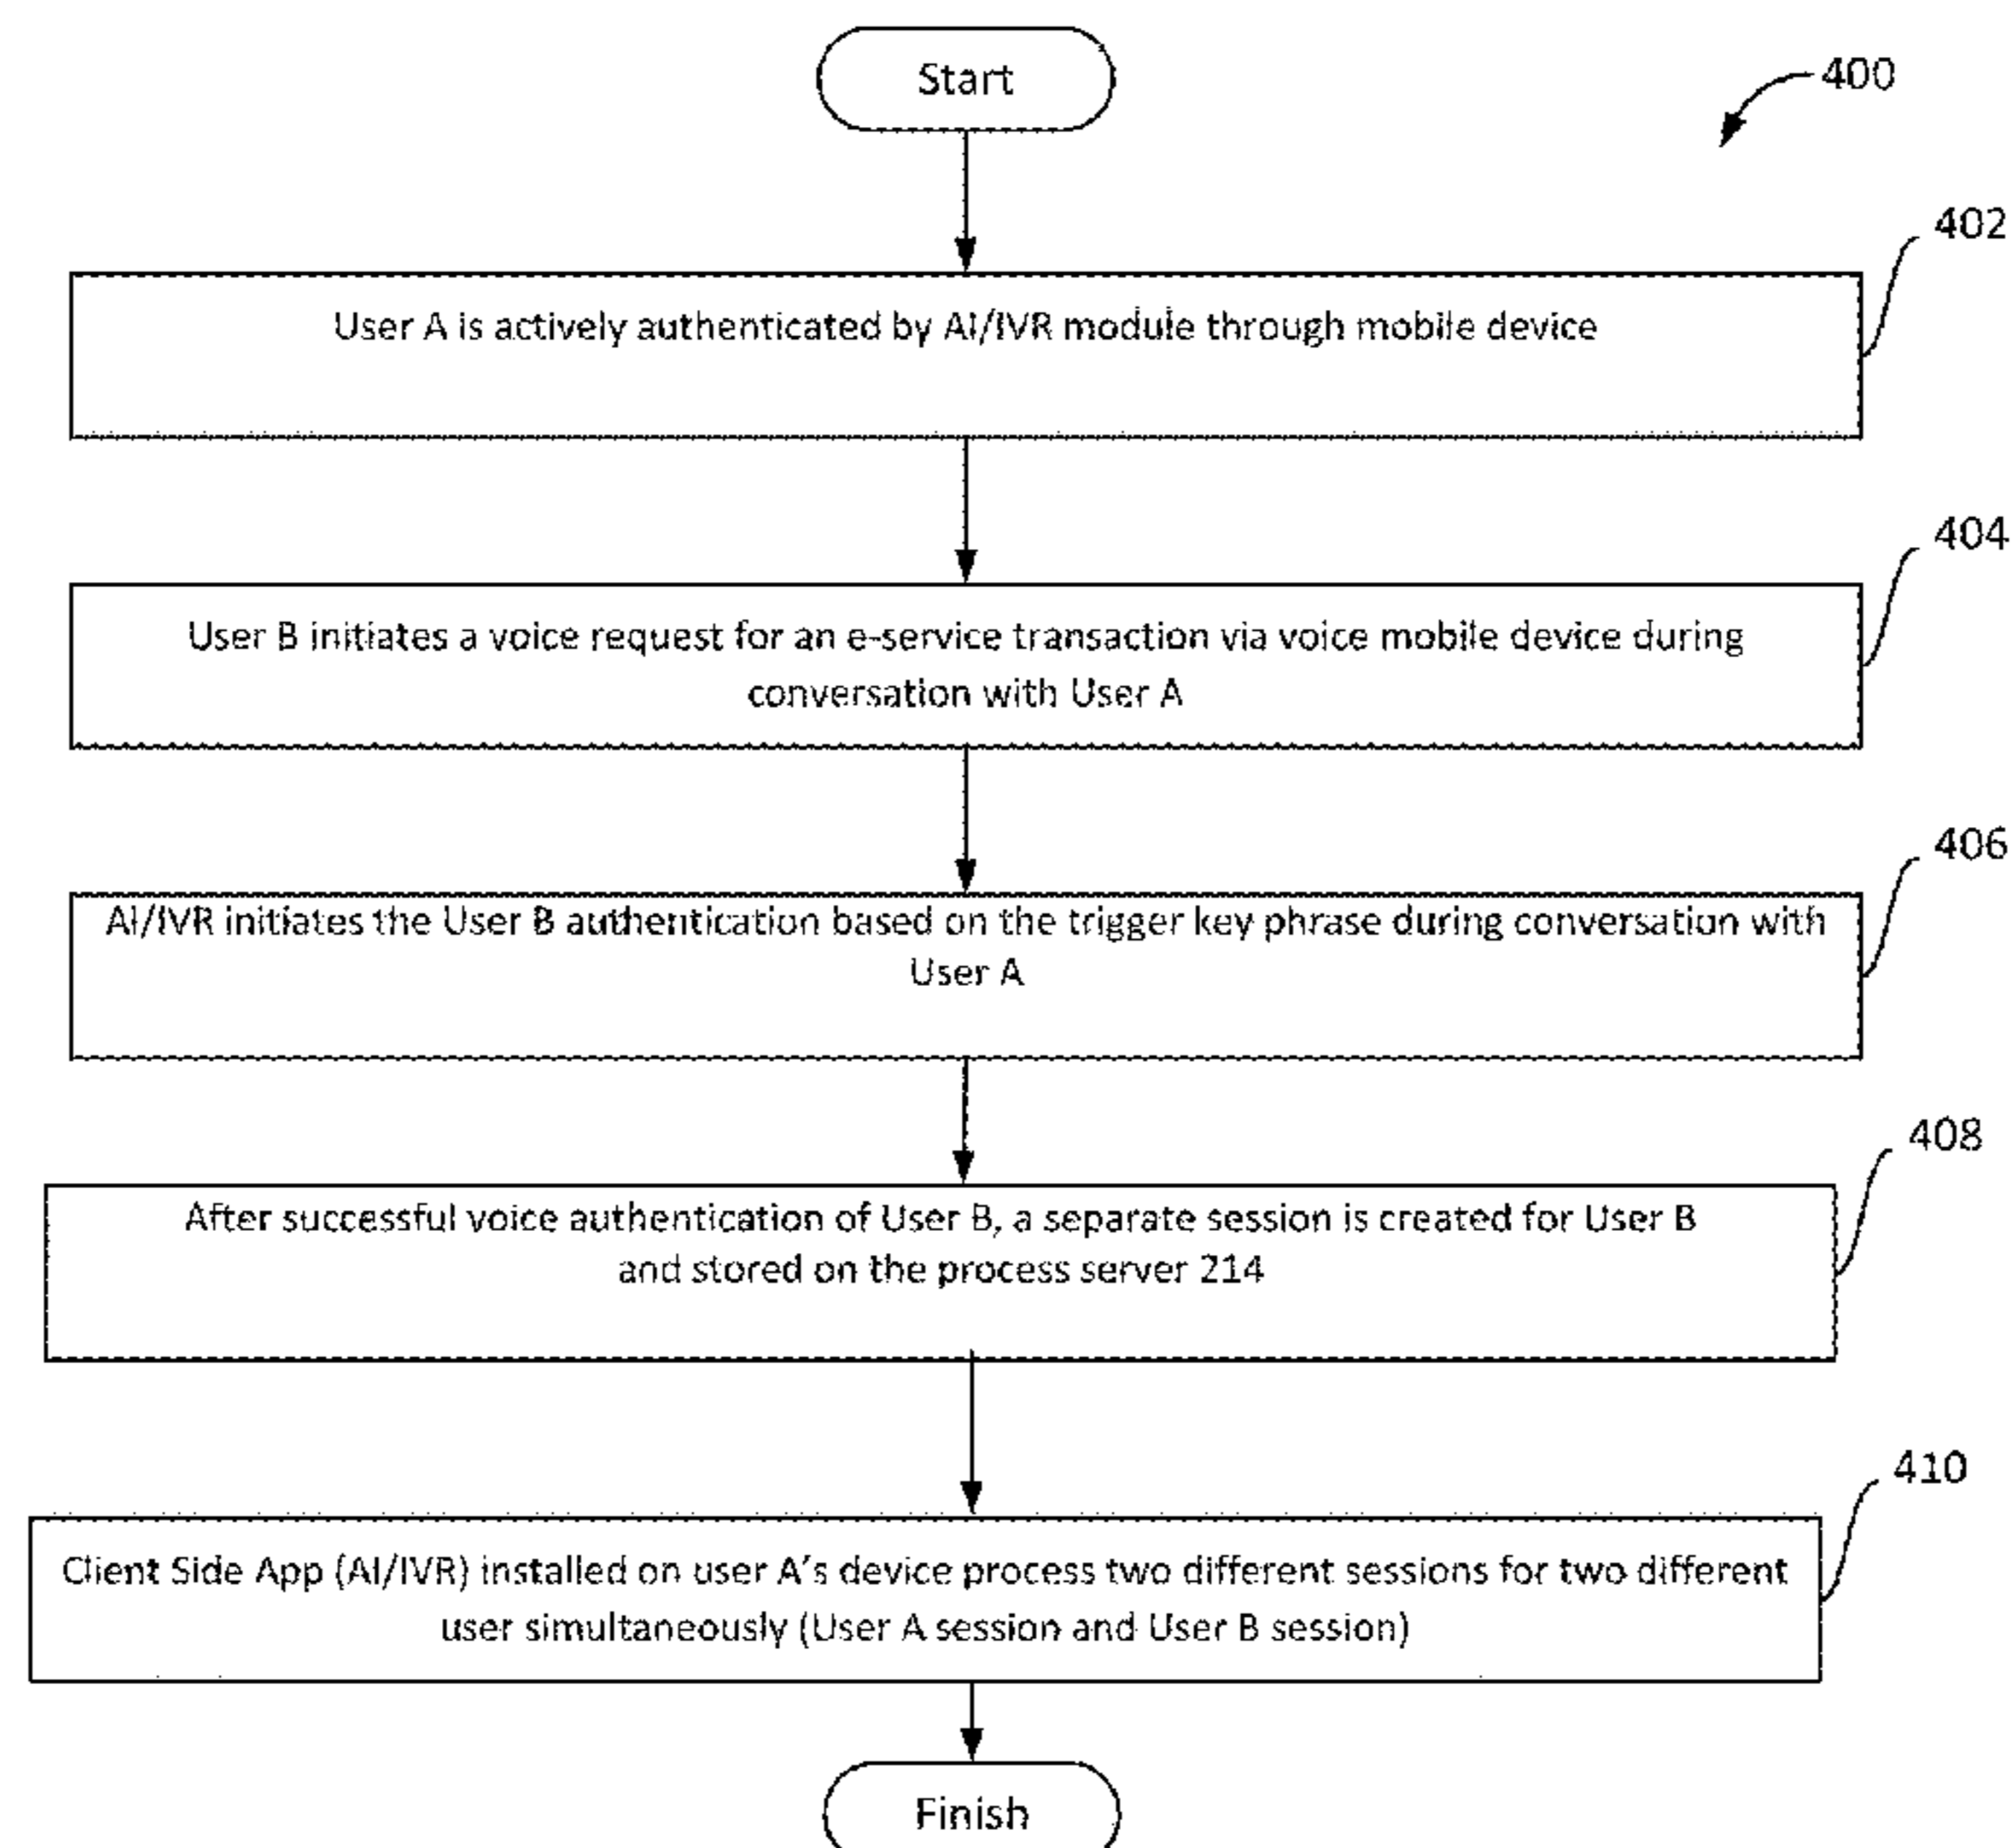 Start
400
402
User A is actively authenticated by AI/IVR module through mobile device
404
User B initiates a voice request for an e-service transaction via voice mobile device during
conversation with User A
406
AI/IVR initiates the User B authentication based on the trigger key phrase during conversation with
User A
408
After successful voice authentication of User B, a separate session is created for User B
and stored on the process server 214
410
Client Side App (AI/IVR) installed on user A's device process two different sessions for two different
user simultaneously (User A session and User B session)
Finish